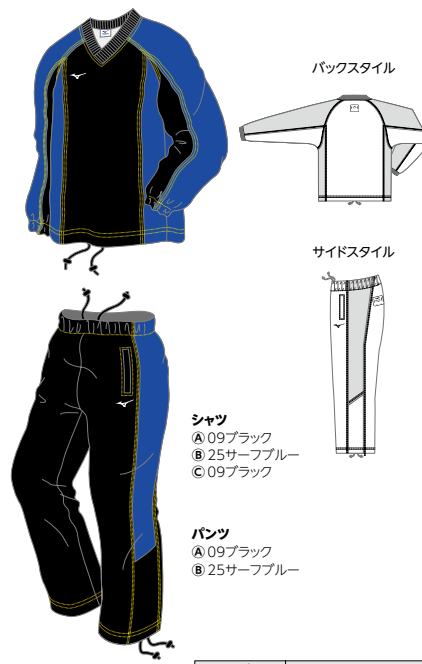 バックスタイル
サイドスタイル
シャツ
Ⓐ09ブラック
Ⓑ25サーフブルー
Ⓒ09ブラック
パンツ
Ⓐ09ブラック
Ⓑ25サーフブルー